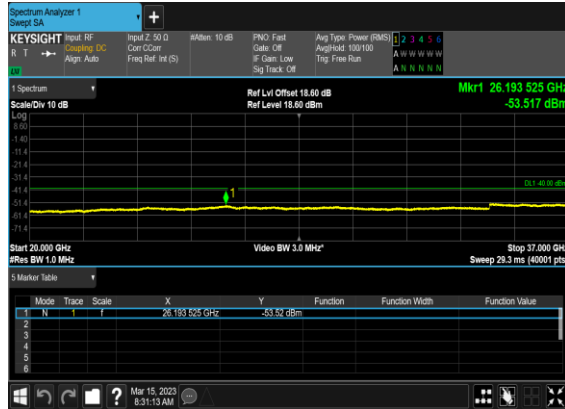 Spectrum Analyzer 1
Swept SA
+
KEYSIGHT Input: RF Input Z: 50 Ω #Atten: 10 dB PNO: Fast Avg Type: Power (RMS) 1 2 3 4 5 6
R T Coupling: DC Corr CCorr Gate: Off Avg|Hold: 100/100 A W W W W W
Align: Auto Freq Ref: Int (S) IF Gain: Low Trig: Free Run
Sig Track: Off A N N N N N
1 Spectrum
Ref Lvl Offset 18.60 dB Mkr1 26.193 525 GHz
Scale/Div 10 dB Ref Level 18.60 dBm -53.517 dBm
Log
8.60
-1.40
-11.4
-21.4
-31.4
DL1 -40.00 dBm
-41.4
1
-51.4
-61.4
-71.4
Start 20.000 GHz Video BW 3.0 MHz* Stop 37.000 GHz
#Res BW 1.0 MHz Sweep 29.3 ms (40001 pts)
5 Marker Table
Mode Trace Scale X Y Function Function Width Function Value
1 N 1 f 26.193 525 GHz -53.52 dBm
2
3
4
5
6
? Mar 15, 2023
8:31:13 AM